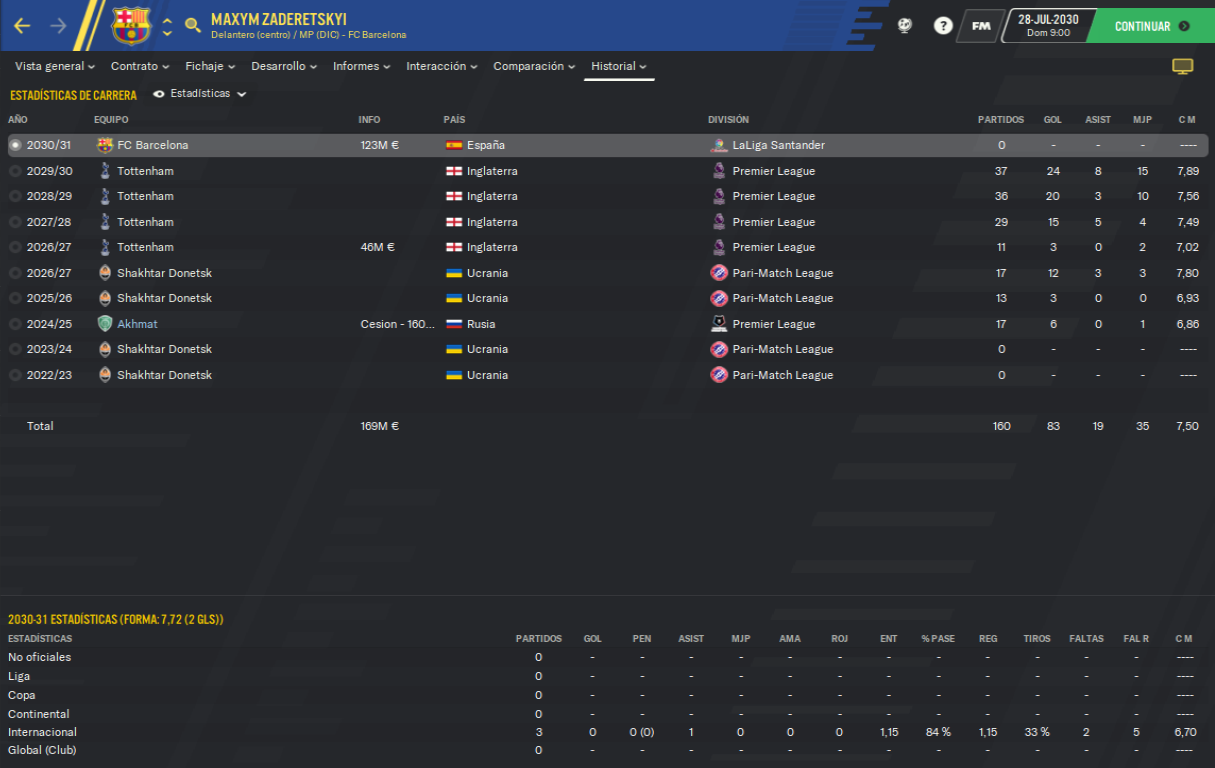 MAXYM ZADERETSKYI
Delantero (centro) / MP (DIC) - FC Barcelona
? FM 28-JUL-2030 Dom 9:00 CONTINUAR
Vista general Contrato Fichaje Desarrollo Informes Interacción Comparación Historial
ESTADÍSTICAS DE CARRERA Estadísticas
AÑO EQUIPO INFO PAÍS DIVISIÓN PARTIDOS GOL ASIST MJP C M
2030/31 FC Barcelona 123M € España LaLiga Santander 0 - - - ----
2029/30 Tottenham Inglaterra Premier League 37 24 8 15 7,89
2028/29 Tottenham Inglaterra Premier League 36 20 3 10 7,56
2027/28 Tottenham Inglaterra Premier League 29 15 5 4 7,49
2026/27 Tottenham 46M € Inglaterra Premier League 11 3 0 2 7,02
2026/27 Shakhtar Donetsk Ucrania Pari-Match League 17 12 3 3 7,80
2025/26 Shakhtar Donetsk Ucrania Pari-Match League 13 3 0 0 6,93
2024/25 Akhmat Cesion - 160... Rusia Premier League 17 6 0 1 6,86
2023/24 Shakhtar Donetsk Ucrania Pari-Match League 0 - - - ----
2022/23 Shakhtar Donetsk Ucrania Pari-Match League 0 - - - ----
Total 169M € 160 83 19 35 7,50
2030-31 ESTADÍSTICAS (FORMA: 7,72 (2 GLS))
ESTADÍSTICAS PARTIDOS GOL PEN ASIST MJP AMA ROJ ENT % PASE REG TIROS FALTAS FAL R C M
No oficiales 0 - - - - - - - - - - - - ----
Liga 0 - - - - - - - - - - - - ----
Copa 0 - - - - - - - - - - - - ----
Continental 0 - - - - - - - - - - - - ----
Internacional 3 0 0 (0) 1 0 0 0 1,15 84 % 1,15 33 % 2 5 6,70
Global (Club) 0 - - - - - - - - - - - - ----